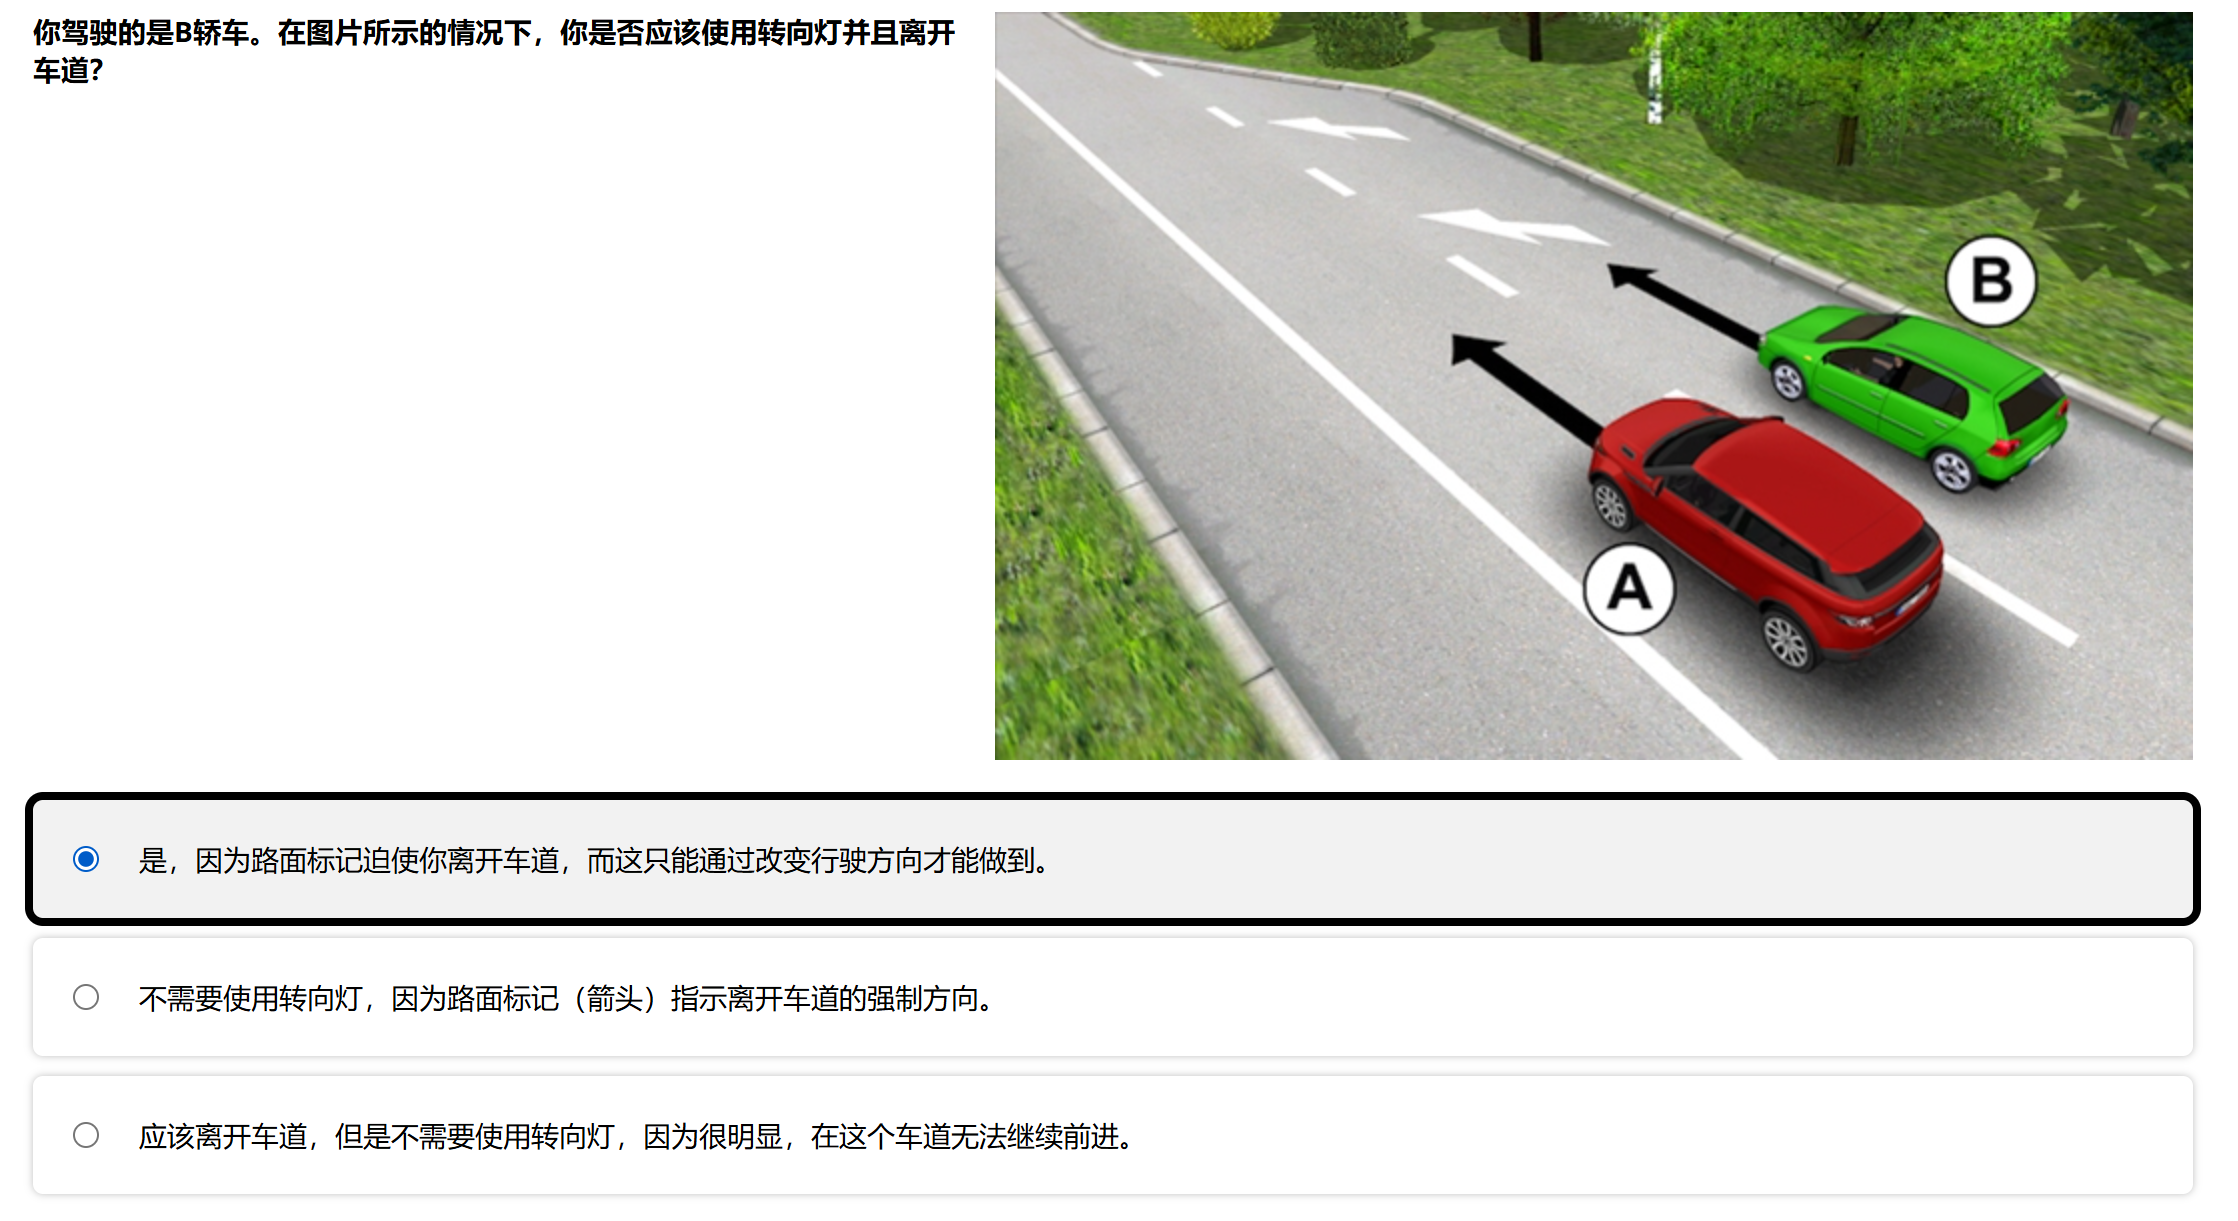 你驾驶的是B轿车。在图片所示的情况下，你是否应该使用转向灯并且离开
车道？
B
A
是，因为路面标记迫使你离开车道，而这只能通过改变行驶方向才能做到。
不需要使用转向灯，因为路面标记（箭头）指示离开车道的强制方向。
应该离开车道，但是不需要使用转向灯，因为很明显，在这个车道无法继续前进。